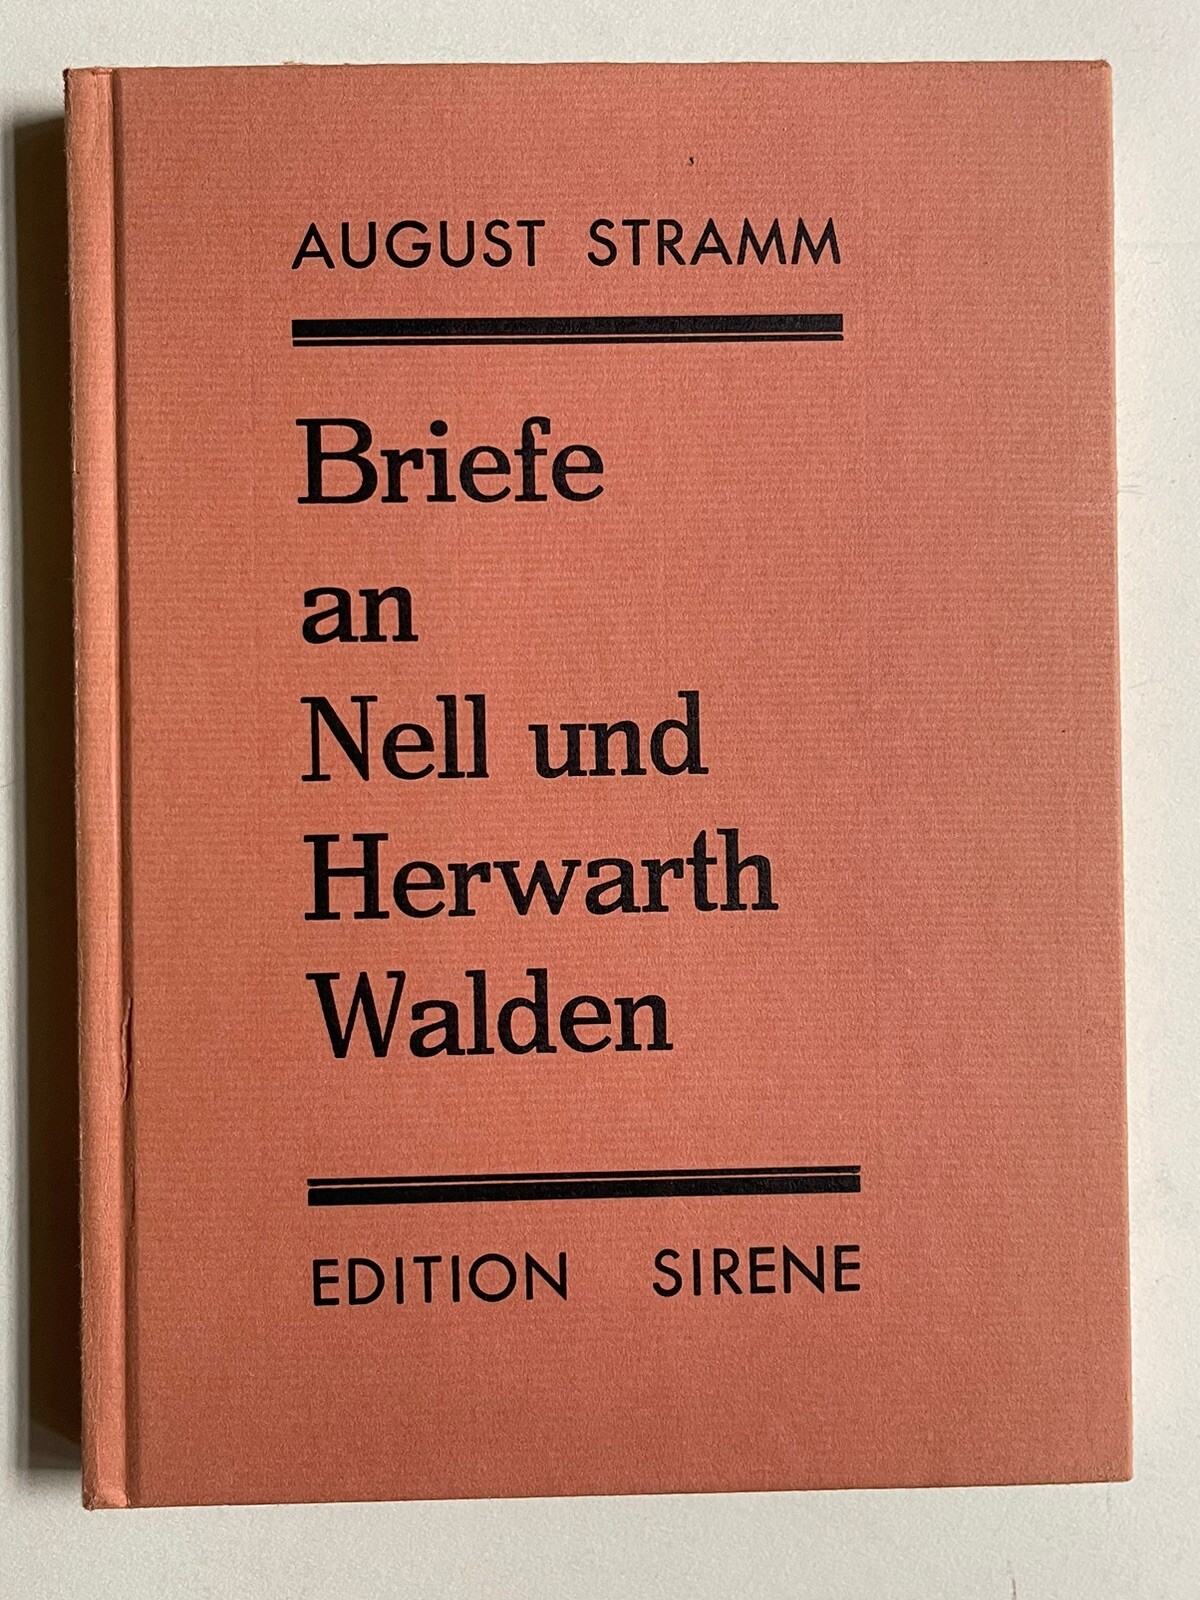 AUGUST STRAMM
Briefe
an
Nell und
Herwarth
Walden
EDITION SIRENE